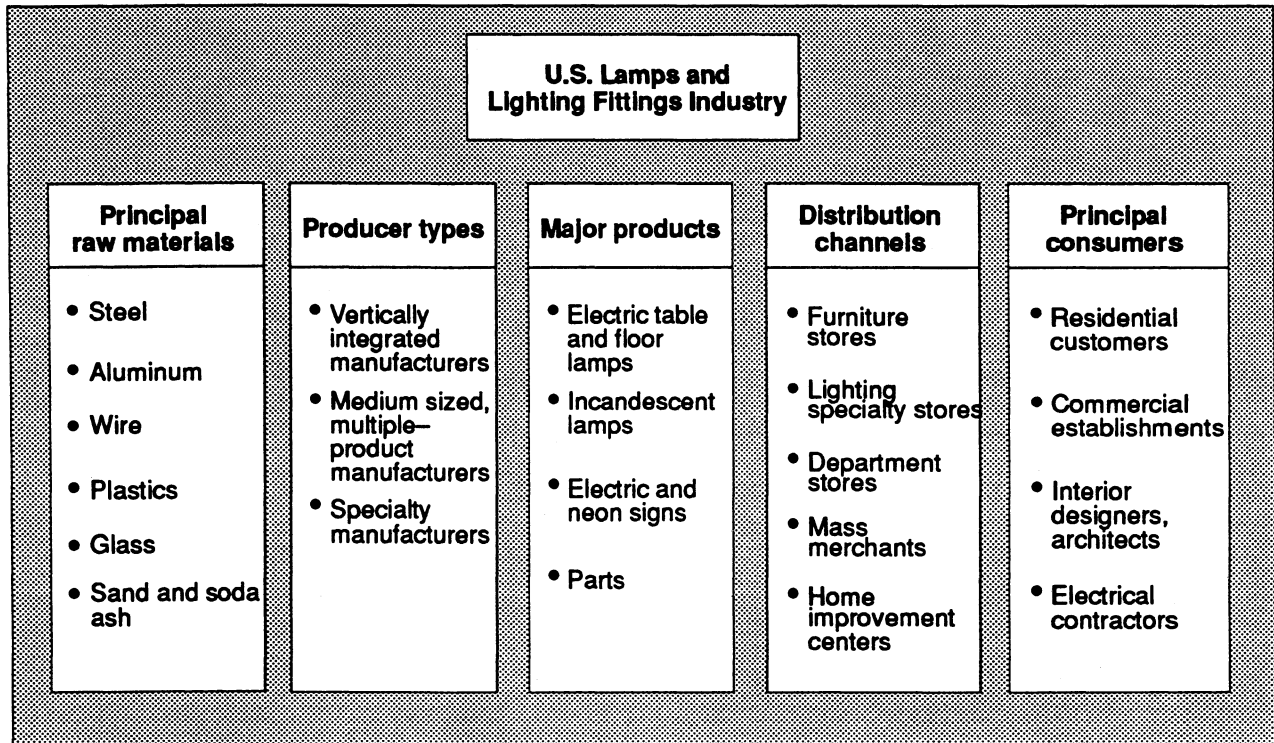 U.S. Lamps and
Lighting Fittings Industry
Principal
raw materials
• Steel
• Aluminum
• Wire
• Plastics
• Glass
• Sand and soda
ash
Producer types
• Vertically
integrated
manufacturers
• Medium sized,
multiple–
product
manufacturers
• Specialty
manufacturers
Major products
• Electric table
and floor
lamps
• Incandescent
lamps
• Electric and
neon signs
• Parts
Distribution
channels
• Furniture
stores
• Lighting
specialty stores
• Department
stores
• Mass
merchants
• Home
improvement
centers
Principal
consumers
• Residential
customers
• Commercial
establishments
• Interior
designers,
architects
• Electrical
contractors